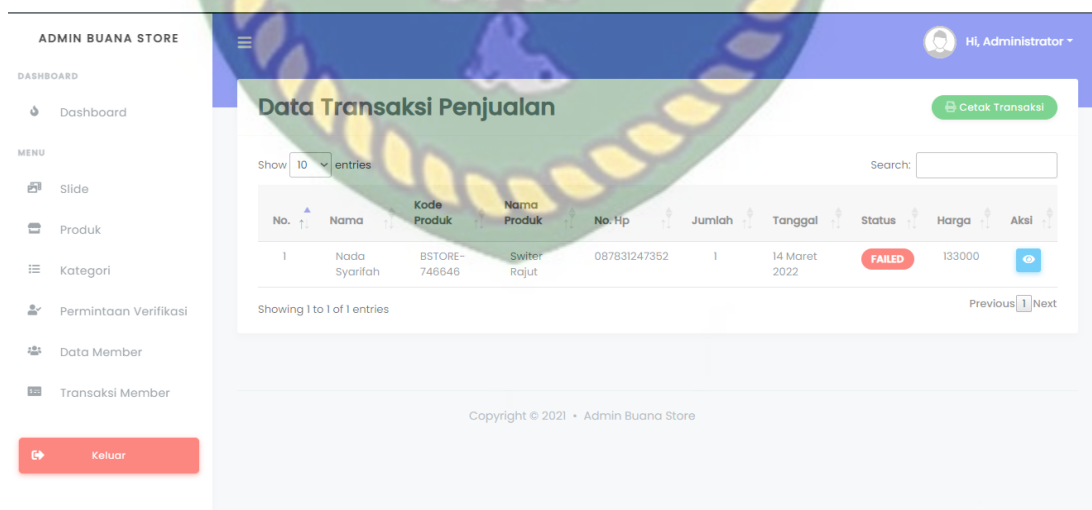 ADMIN BUANA STORE
Hi, Administrator
DASHBOARD
Dashboard
MENU
Slide
Produk
Kategori
Permintaan Verifikasi
Data Member
Transaksi Member
Keluar
Data Transaksi Penjualan
Cetak Transaksi
Show 10 entries
Search:
No. Nama Kode Produk Nama Produk No. Hp Jumlah Tanggal Status Harga Aksi
1 Nada Syarifah BSTORE-746646 Switer Rajut 087831247352 1 14 Maret 2022 FAILED 133000
Showing 1 to 1 of 1 entries
Previous 1 Next
Copyright © 2021 • Admin Buana Store